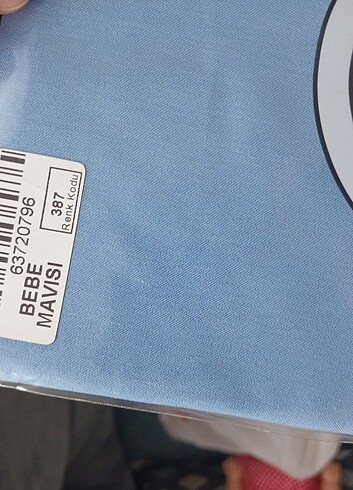 63720796
BEBE
MAVISI
387
Renk Kodu